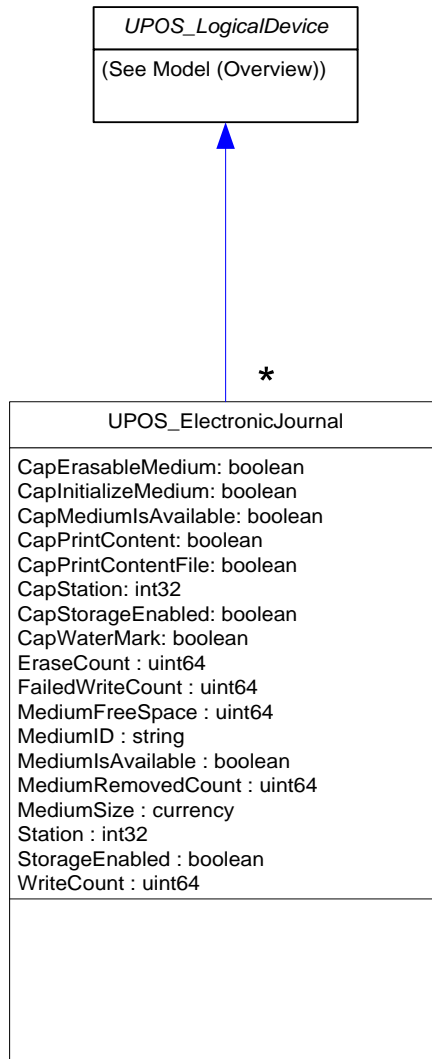 UPOS_LogicalDevice
(See Model (Overview))
*
UPOS_ElectronicJournal
CapErasableMedium: boolean
CapInitializeMedium: boolean
CapMediumIsAvailable: boolean
CapPrintContent: boolean
CapPrintContentFile: boolean
CapStation: int32
CapStorageEnabled: boolean
CapWaterMark: boolean
EraseCount : uint64
FailedWriteCount : uint64
MediumFreeSpace : uint64
MediumID : string
MediumIsAvailable : boolean
MediumRemovedCount : uint64
MediumSize : currency
Station : int32
StorageEnabled : boolean
WriteCount : uint64